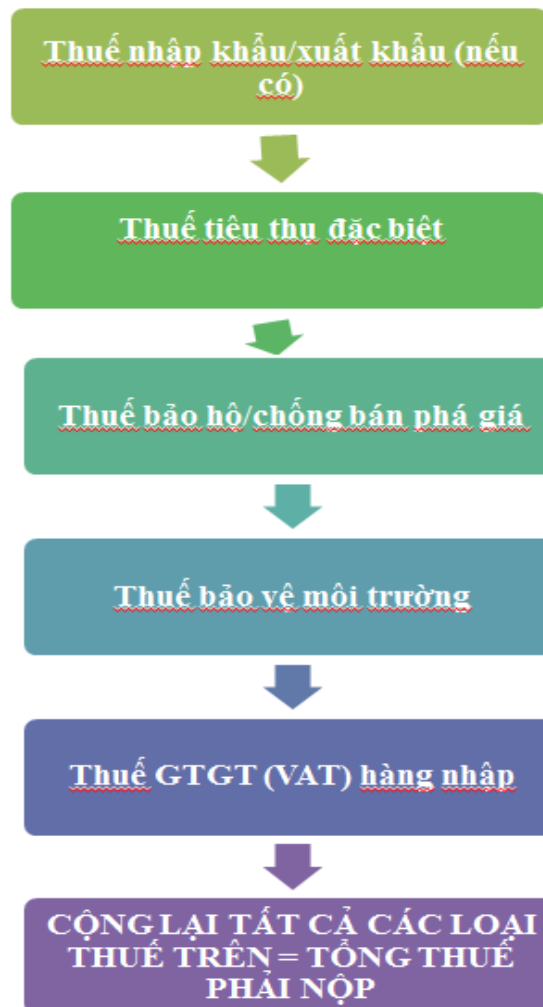 Thuế nhập khẩu/xuất khẩu (nếu
có)
Thuế tiêu thụ đặc biệt
Thuế bảo hộ/chống bán phá giá
Thuế bảo vệ môi trường
Thuế GTGT (VAT) hàng nhập
CỘNG LẠI TẤT CẢ CÁC LOẠI
THUẾ TRÊN = TỔNG THUẾ
PHẢI NỘP